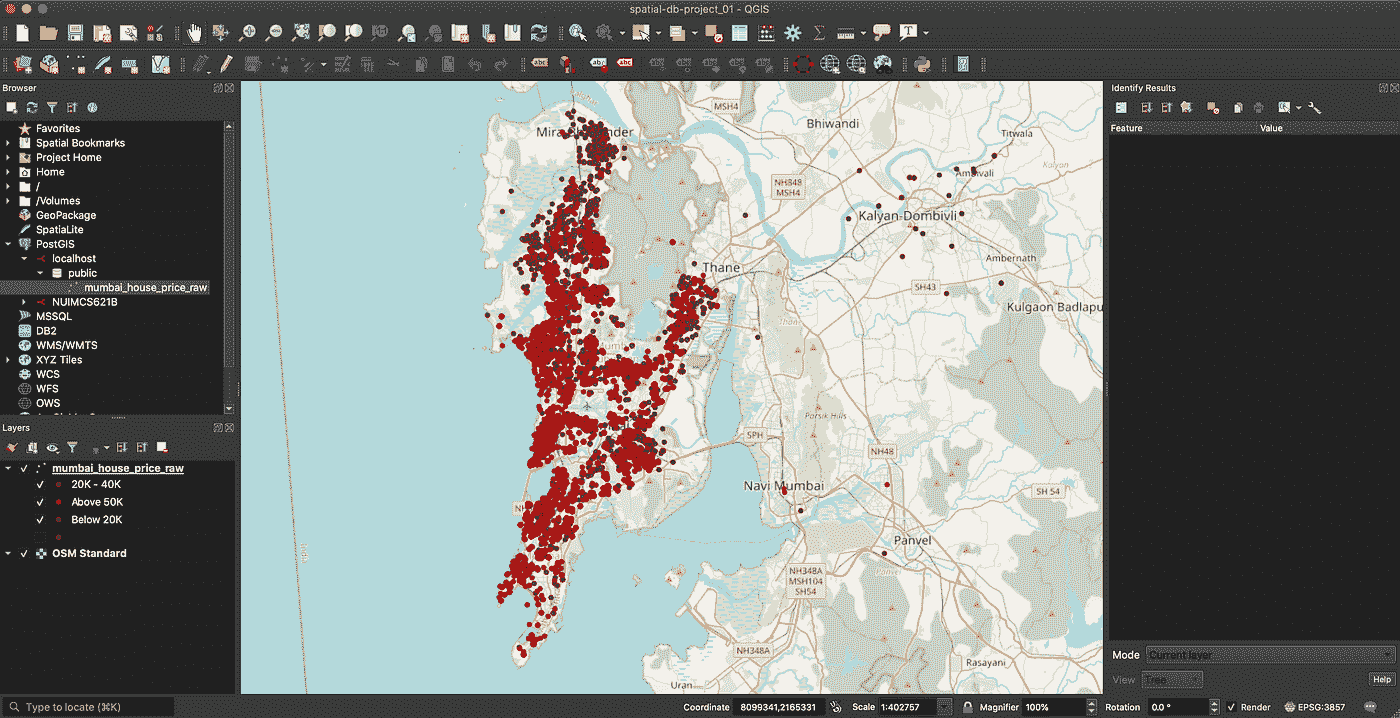 spatial-db-project_01 - QGIS
Browser
Favorites
Spatial Bookmarks
Project Home
Home
/
/Volumes
GeoPackage
SpatiaLite
PostGIS
localhost
public
mumbai_house_price_raw
NUIMCS621B
MSSQL
DB2
WMS/WMTS
XYZ Tiles
WCS
WFS
OWS
Layers
mumbai_house_price_raw
20K - 40K
Above 50K
Below 20K
OSM Standard
MSH4
Bhiwandi
Titwala
Kalyan
NH848
MSH4
Kalyan-Dombivli
Thane
Ambernath
SH43
Kulgaon Badlapu
Thane
Parsik Hills
SPH
NH48
Navi Mumbai
SH 54
Panvel
NH348A
MSH104
SH54
NH348A
Rasayani
Uran
Identify Results
Feature Value
Mode Current layer
View Tree
Help
Type to locate (⌘K)
Coordinate 8099341,2165331
Scale 1:402757
Magnifier 100%
Rotation 0.0 °
Render
EPSG:3857